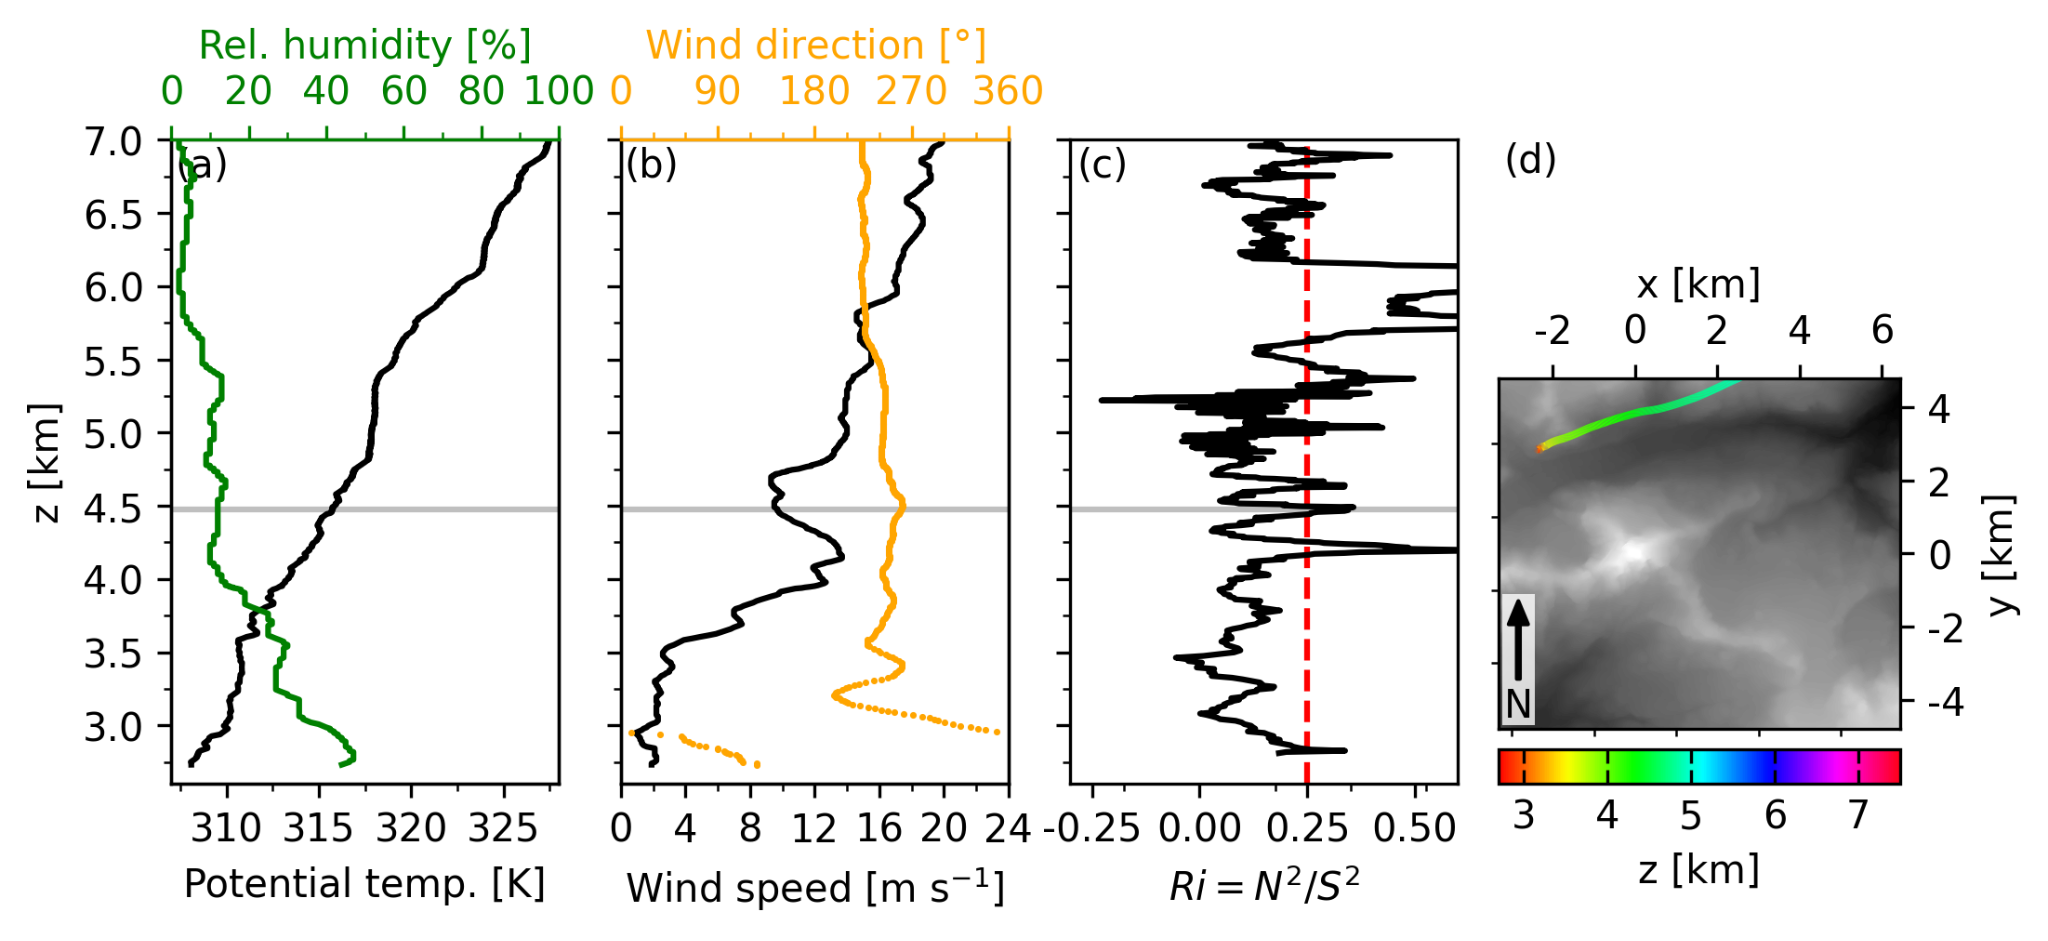 Rel. humidity [%]
0 20 40 60 80 100
Wind direction [°]
0 90 180 270 360
(a)
(b)
(c)
(d)
z [km]
7.0
6.5
6.0
5.5
5.0
4.5
4.0
3.5
3.0
310 315 320 325
Potential temp. [K]
0 4 8 12 16 20 24
Wind speed [m s⁻¹]
-0.25 0.00 0.25 0.50
Ri = N²/S²
x [km]
-2 0 2 4 6
4
2
0
-2
-4
y [km]
N
3 4 5 6 7
z [km]